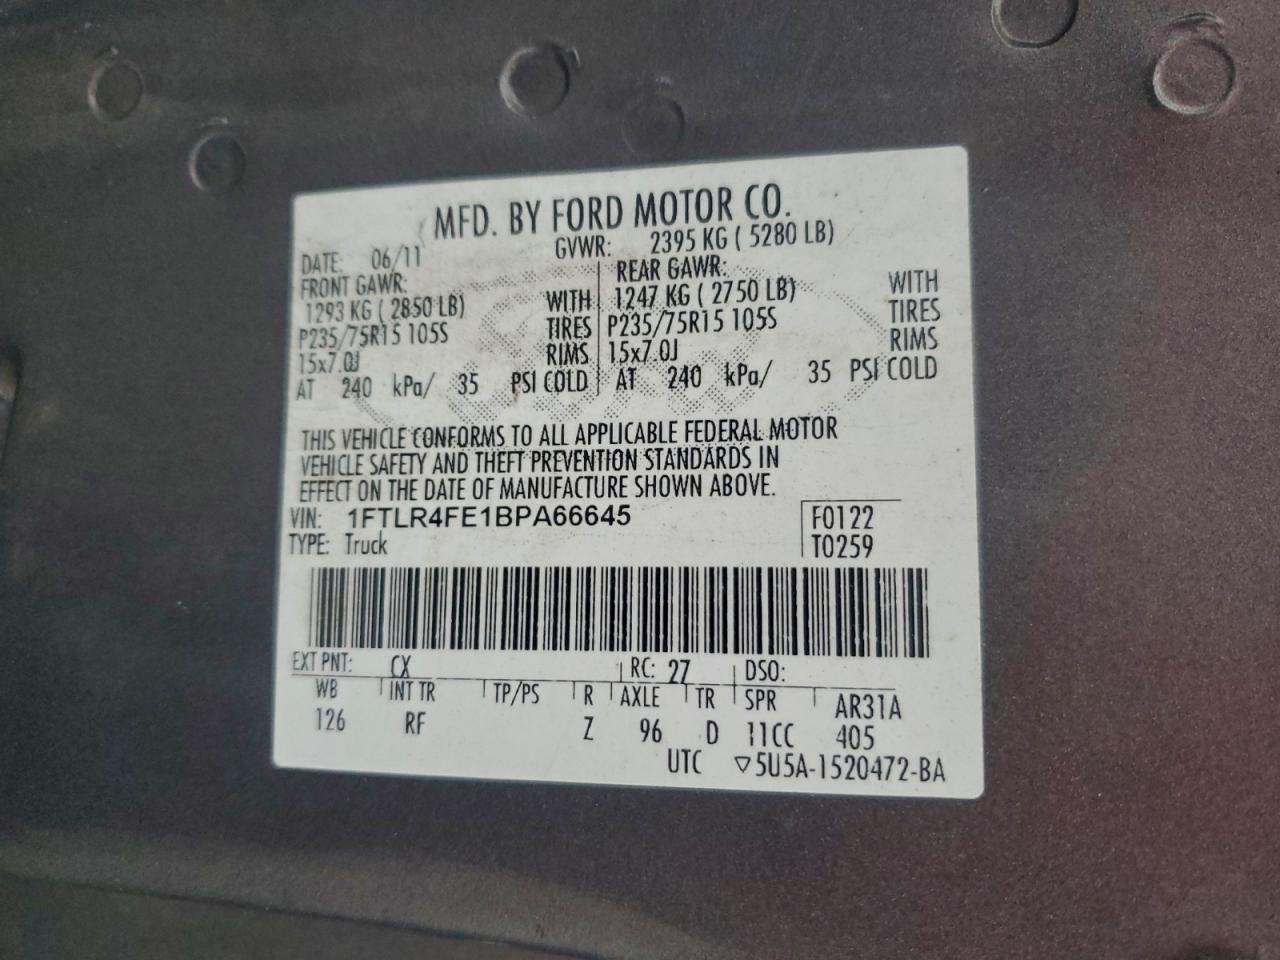 MFD. BY FORD MOTOR CO.
DATE: 06/11 GVWR: 2395 KG ( 5280 LB)
FRONT GAWR: REAR GAWR:
1293 KG ( 2850 LB) WITH 1247 KG ( 2750 LB) WITH
P235/75R15 105S TIRES P235/75R15 105S TIRES
15x7.0J RIMS 15x7.0J RIMS
AT 240 kPa/ 35 PSI COLD AT 240 kPa/ 35 PSI COLD
THIS VEHICLE CONFORMS TO ALL APPLICABLE FEDERAL MOTOR
VEHICLE SAFETY AND THEFT PREVENTION STANDARDS IN
EFFECT ON THE DATE OF MANUFACTURE SHOWN ABOVE.
VIN: 1FTLR4FE1BPA66645 F0122
TYPE: Truck T0259
EXT PNT: CX RC: 27 DSO:
WB INT TR TP/PS R AXLE TR SPR AR31A
126 RF Z 96 D 11CC 405
UTC ▽5U5A-1520472-BA